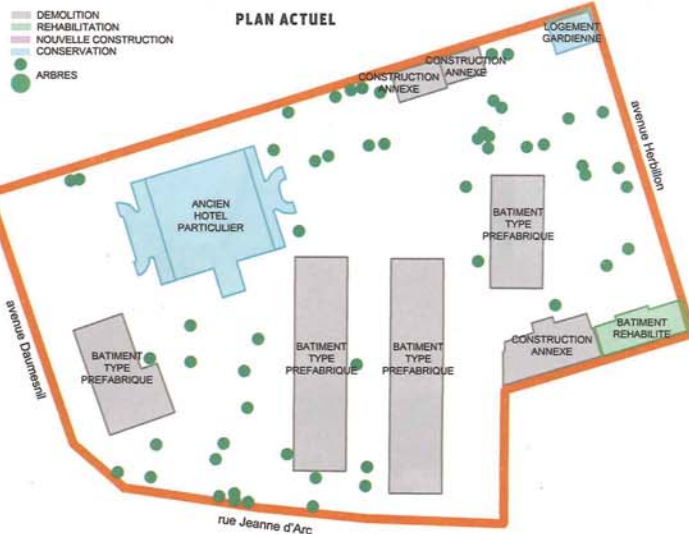 PLAN ACTUEL
DEMOLITION
REHABILITATION
NOUVELLE CONSTRUCTION
CONSERVATION
ARBRES
LOGEMENT
GARDIENNE
CONSTRUCTION
ANNEXE
CONSTRUCTION
ANNEXE
avenue Herbillon
ANCIEN
HOTEL
PARTICULIER
BATIMENT
TYPE
PREFABRIQUE
avenue Daumesnil
BATIMENT
TYPE
PREFABRIQUE
BATIMENT
TYPE
PREFABRIQUE
BATIMENT
TYPE
PREFABRIQUE
CONSTRUCTION
ANNEXE
BATIMENT
REHABILITE
rue Jeanne d'Arc